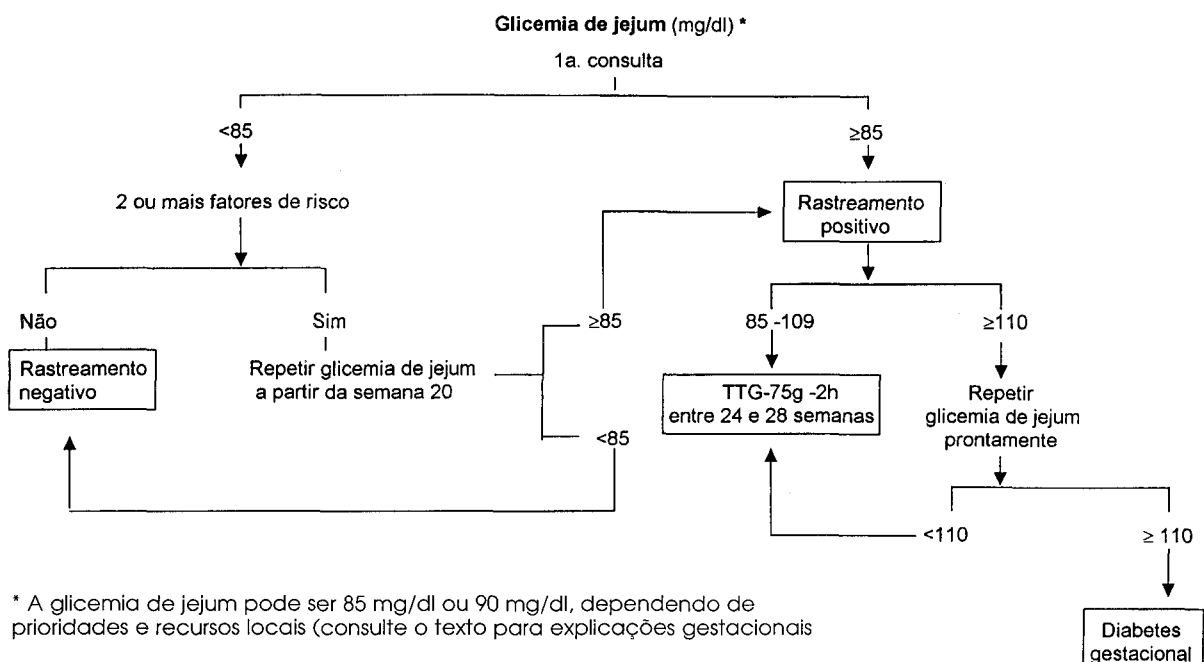 Glicemia de jejum (mg/dl) *
1a. consulta
<85
≥85
2 ou mais fatores de risco
Rastreamento
positivo
Não
Sim
≥85
85 -109
≥110
Rastreamento
negativo
Repetir glicemia de jejum
a partir da semana 20
TTG-75g -2h
entre 24 e 28 semanas
Repetir
glicemia de jejum
prontamente
<85
<110
≥ 110
* A glicemia de jejum pode ser 85 mg/dl ou 90 mg/dl, dependendo de
prioridades e recursos locais (consulte o texto para explicações gestacionais
Diabetes
gestacional